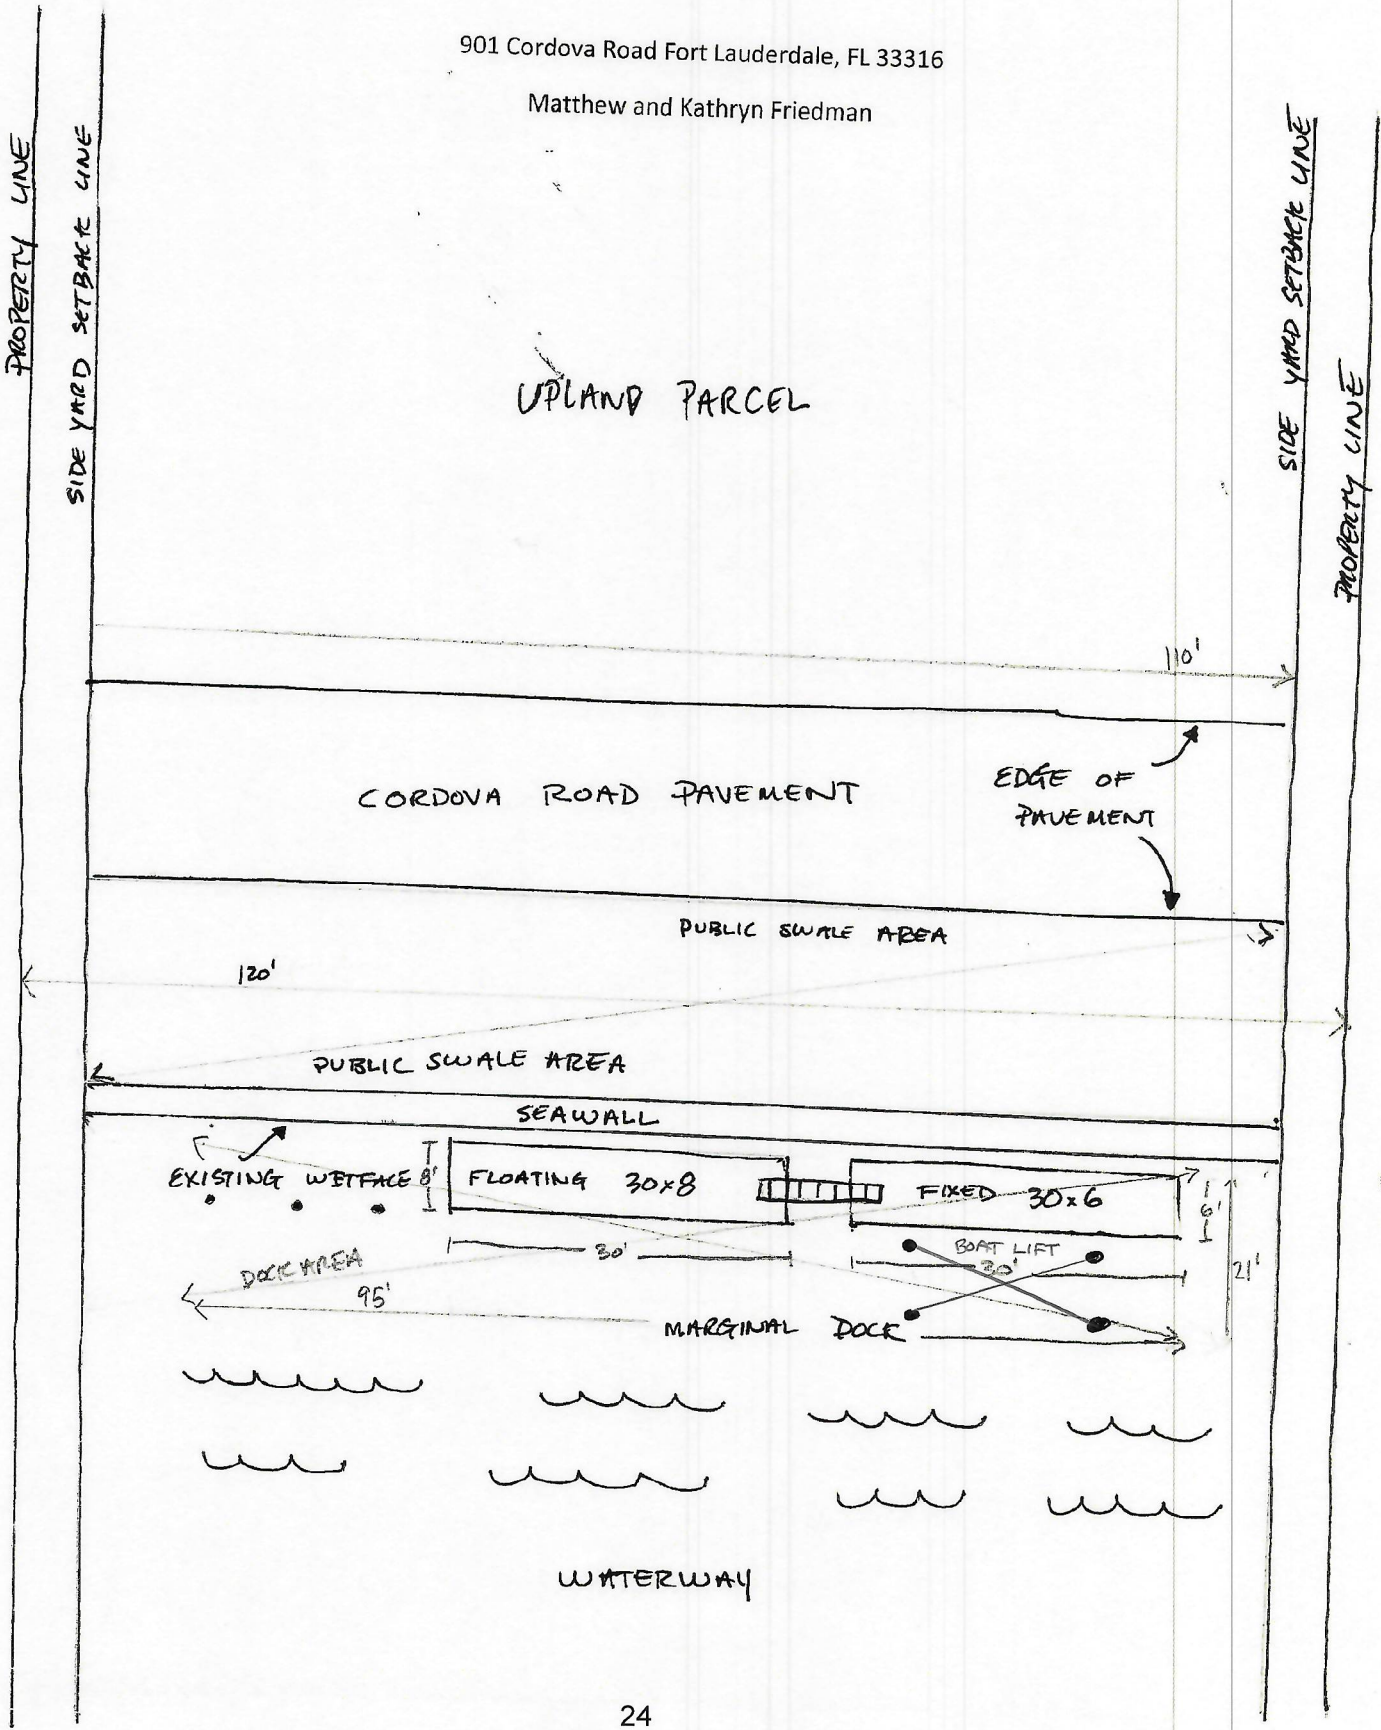 901 Cordova Road Fort Lauderdale, FL 33316
Matthew and Kathryn Friedman
PROPERTY LINE
SIDE YARD SETBACK LINE
SIDE YARD SETBACK LINE
PROPERTY LINE
UPLAND PARCEL
110'
CORDOVA ROAD PAVEMENT
EDGE OF
PAVEMENT
PUBLIC SWALE AREA
120'
PUBLIC SWALE AREA
SEAWALL
EXISTING WETFACE
8'
FLOATING 30x8
FIXED 30x6
6'
BOAT LIFT
30'
30'
21'
DOCK AREA
95'
MARGINAL DOCK
WATERWAY
24